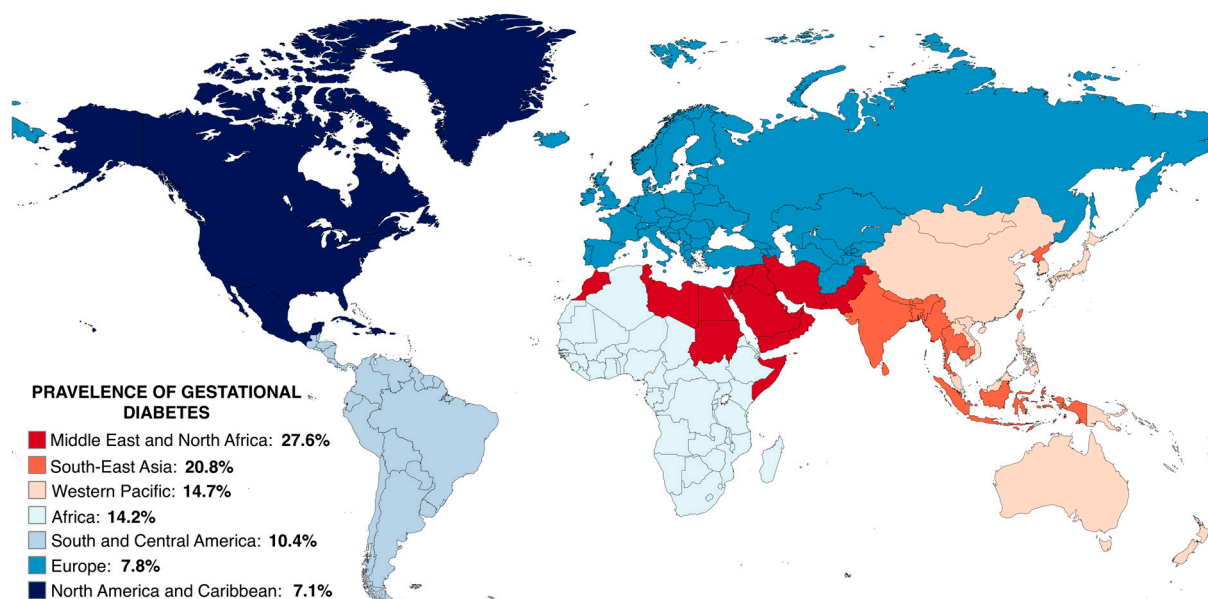 PRAVELENCE OF GESTATIONAL
DIABETES
Middle East and North Africa: 27.6%
South-East Asia: 20.8%
Western Pacific: 14.7%
Africa: 14.2%
South and Central America: 10.4%
Europe: 7.8%
North America and Caribbean: 7.1%